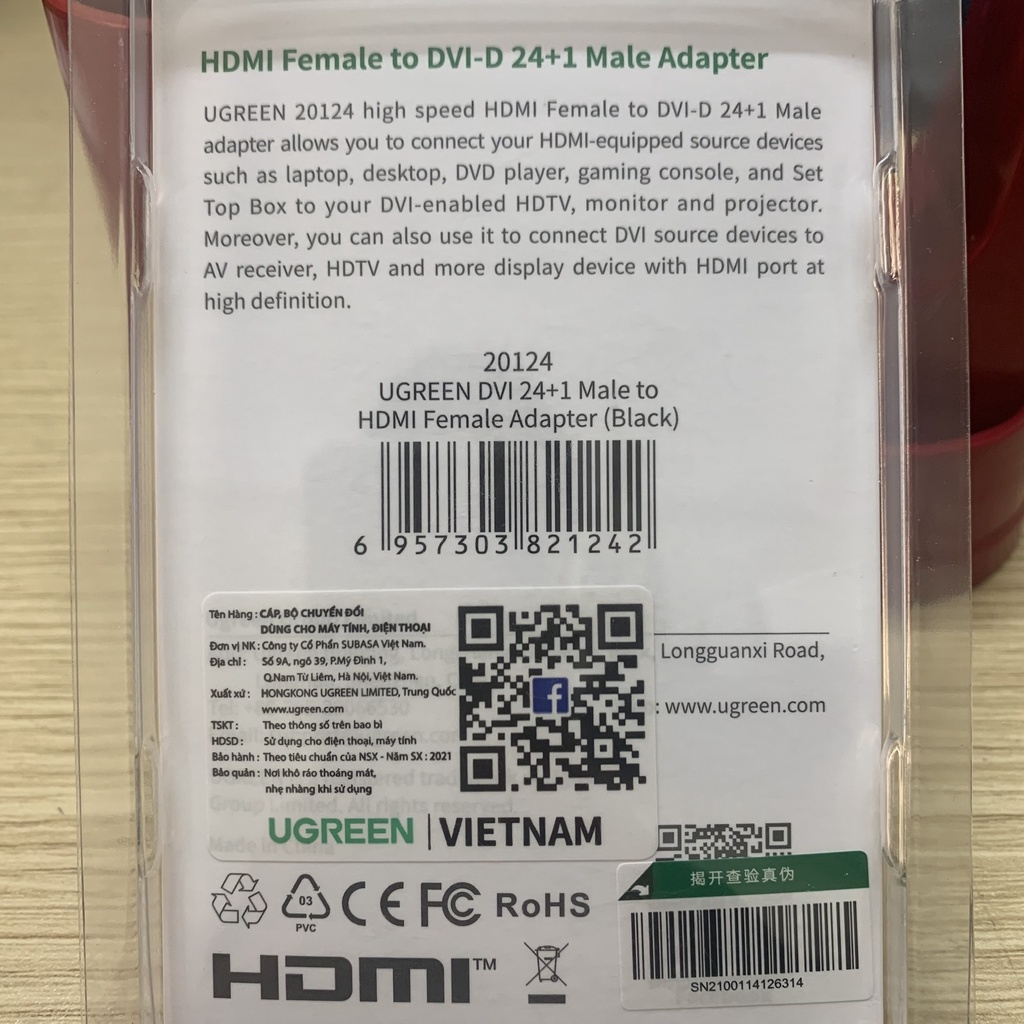 HDMI Female to DVI-D 24+1 Male Adapter
UGREEN 20124 high speed HDMI Female to DVI-D 24+1 Male
adapter allows you to connect your HDMI-equipped source devices
such as laptop, desktop, DVD player, gaming console, and Set
Top Box to your DVI-enabled HDTV, monitor and projector.
Moreover, you can also use it to connect DVI source devices to
AV receiver, HDTV and more display device with HDMI port at
high definition.
20124
UGREEN DVI 24+1 Male to
HDMI Female Adapter (Black)
6 957303 821242
Tên Hàng : CÁP, BỘ CHUYỂN ĐỔI
DÙNG CHO MÁY TÍNH, ĐIỆN THOẠI
Đơn vị NK : Công ty Cổ Phần SUBASA Việt Nam.
Địa chỉ : Số 9A, ngõ 39, P.Mỹ Đình 1,
Q.Nam Từ Liêm, Hà Nội, Việt Nam.
Xuất xứ : HONGKONG UGREEN LIMITED, Trung Quốc
www.ugreen.com
TSKT : Theo thông số trên bao bì
HDSD : Sử dụng cho điện thoại, máy tính
Bảo hành : Theo tiêu chuẩn của NSX - Năm SX : 2021
Bảo quản : Nơi khô ráo thoáng mát,
nhẹ nhàng khi sử dụng
UGREEN | VIETNAM
Longguanxi Road,
: www.ugreen.com
Group Limited. All rights reserved.
Made in China
揭开查验真伪
SN2100114126314
03
PVC
CE FC RoHS
HDMI™